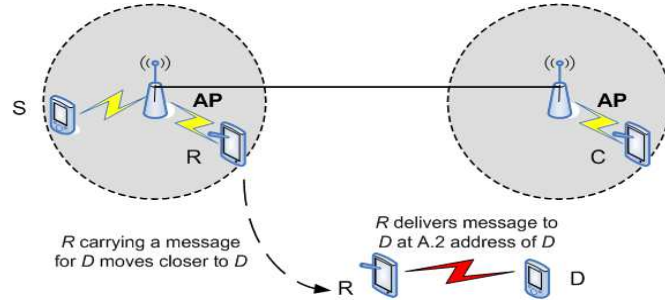 S
AP
R
AP
C
R carrying a message
for D moves closer to D
R delivers message to
D at A.2 address of D
R
D